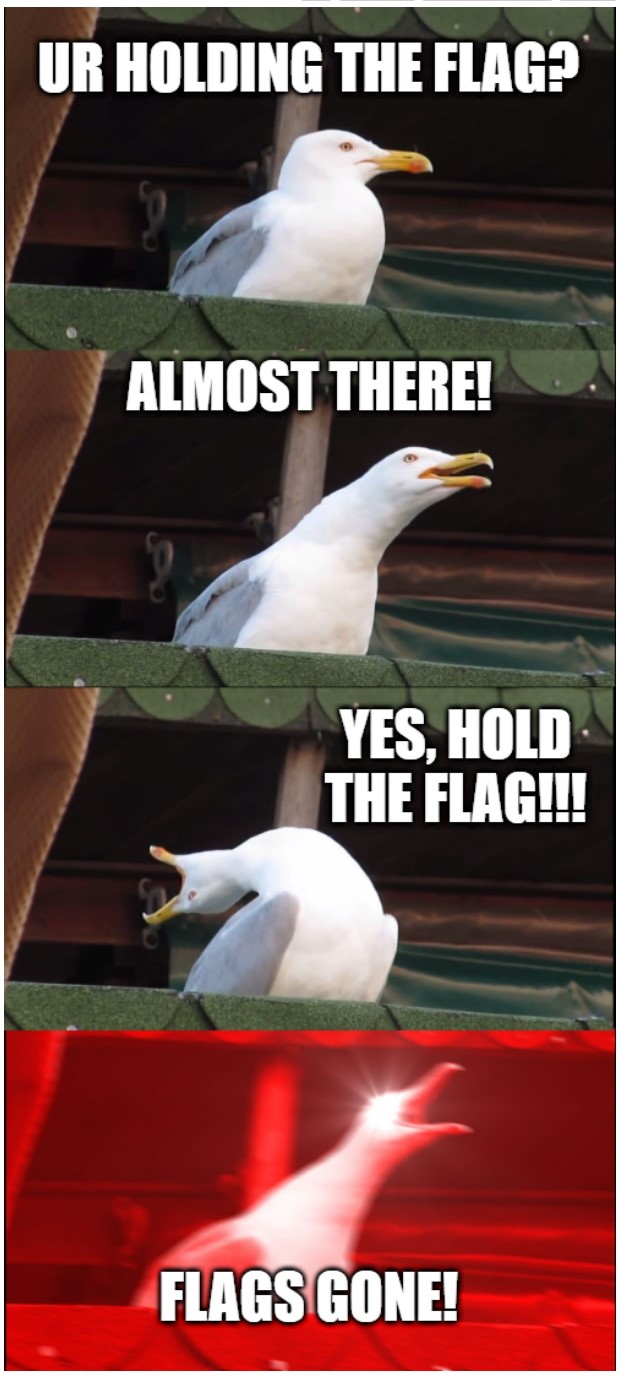 UR HOLDING THE FLAG?
ALMOST THERE!
YES, HOLD
THE FLAG!!!
FLAGS GONE!